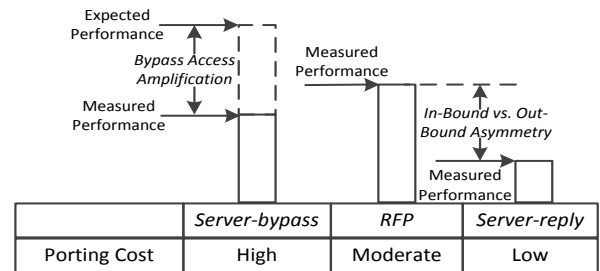 Expected
Performance
Bypass Access
Amplification
Measured
Performance
Measured
Performance
In-Bound vs. Out-
Bound Asymmetry
Measured
Performance
Server-bypass RFP Server-reply
Porting Cost High Moderate Low